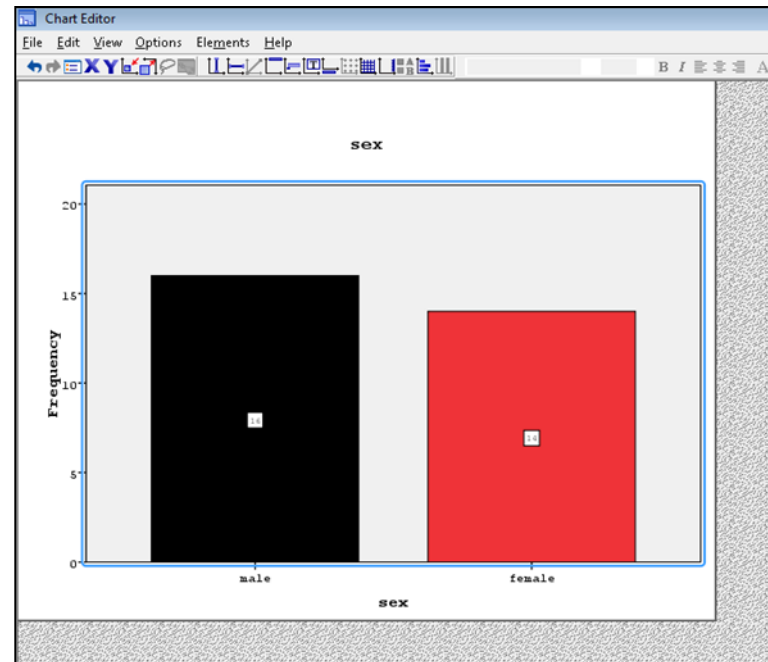 Chart Editor
File Edit View Options Elements Help
X Y
B I A
sex
20
15
10
5
0
Frequency
16
14
male female
sex